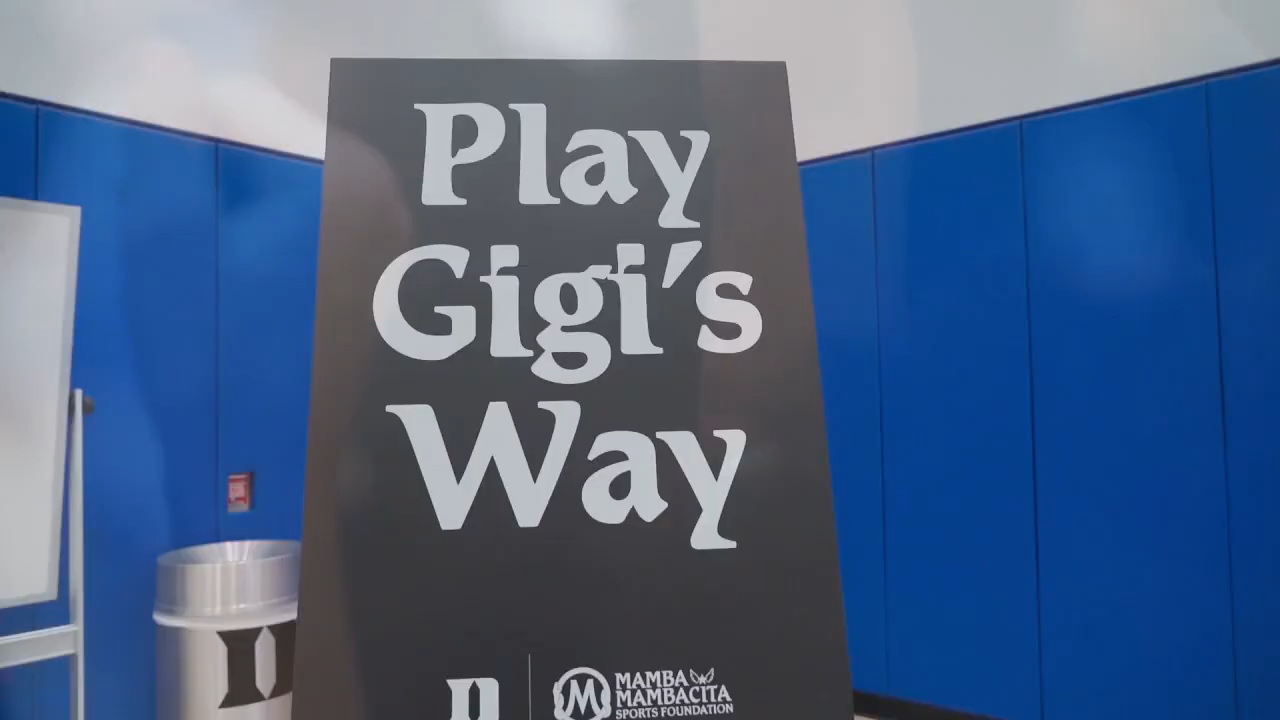 Play
Gigi's
Way
D
M
MAMBA
MAMBACITA
SPORTS FOUNDATION
D